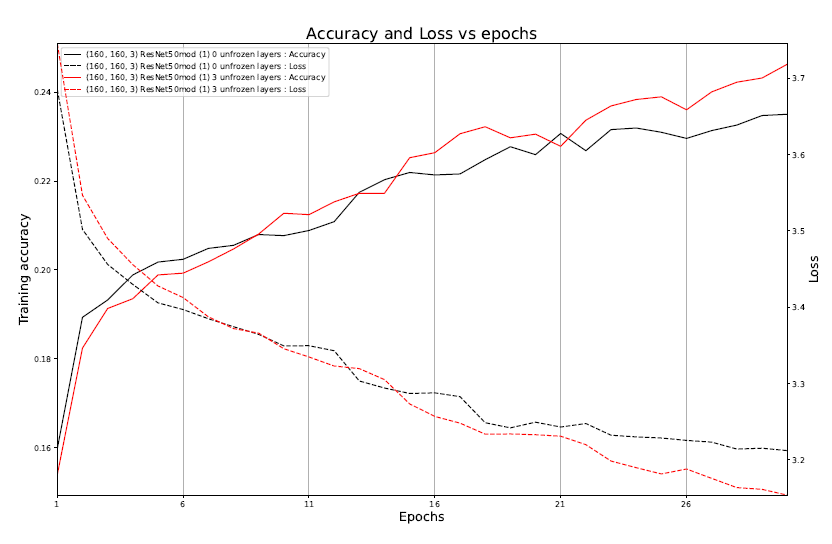 Accuracy and Loss vs epochs
(160, 160, 3) ResNet50mod (1) 0 unfrozen layers : Accuracy
(160, 160, 3) ResNet50mod (1) 0 unfrozen layers : Loss
(160, 160, 3) ResNet50mod (1) 3 unfrozen layers : Accuracy
(160, 160, 3) ResNet50mod (1) 3 unfrozen layers : Loss
0.24
0.22
0.20
0.18
0.16
Training accuracy
3.7
3.6
3.5
3.4
3.3
3.2
Loss
1 6 11 16 21 26
Epochs